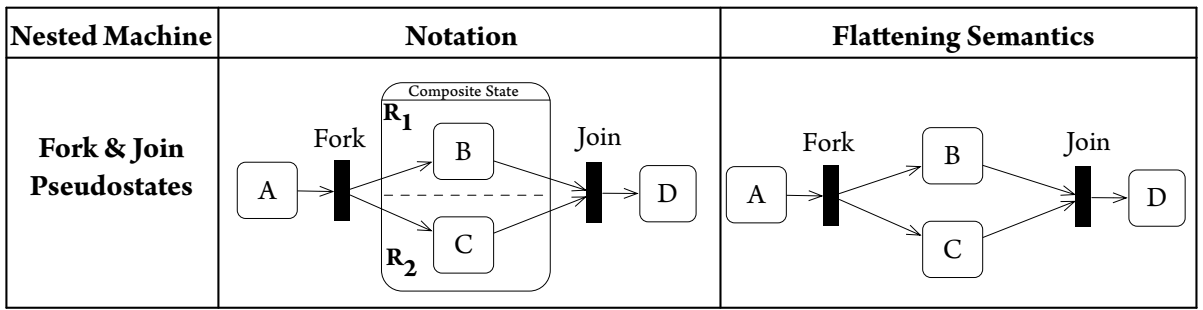 Nested Machine
Notation
Flattening Semantics
Fork & Join
Pseudostates
Composite State
R1
Fork
B
Join
A
D
C
R2
Fork
B
Join
A
D
C